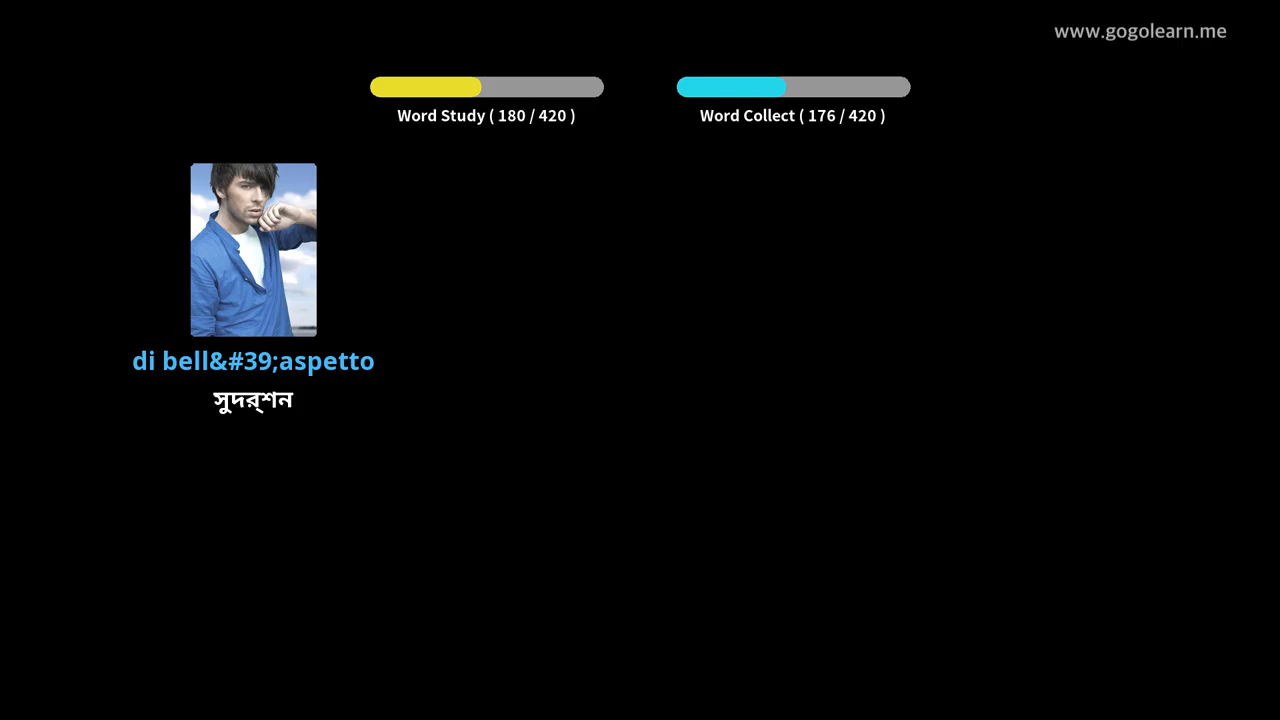 www.gogolearn.me
Word Study ( 180 / 420 )
Word Collect ( 176 / 420 )
di bell&#39;aspetto
সুদর্শন